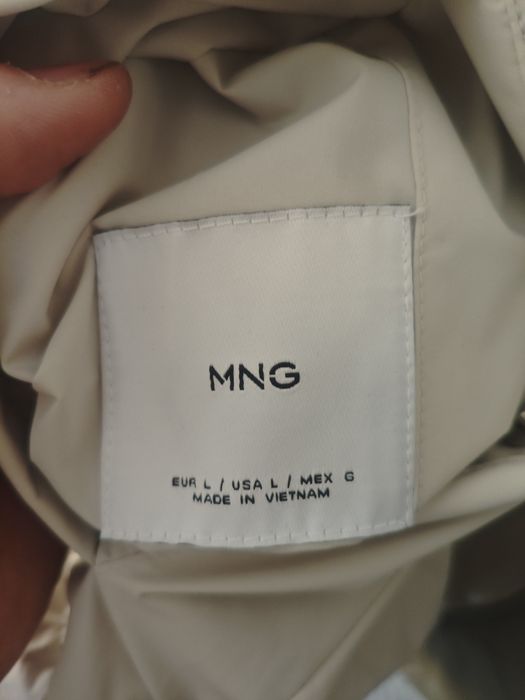 MNG
EUR L / USA L / MEX G
MADE IN VIETNAM